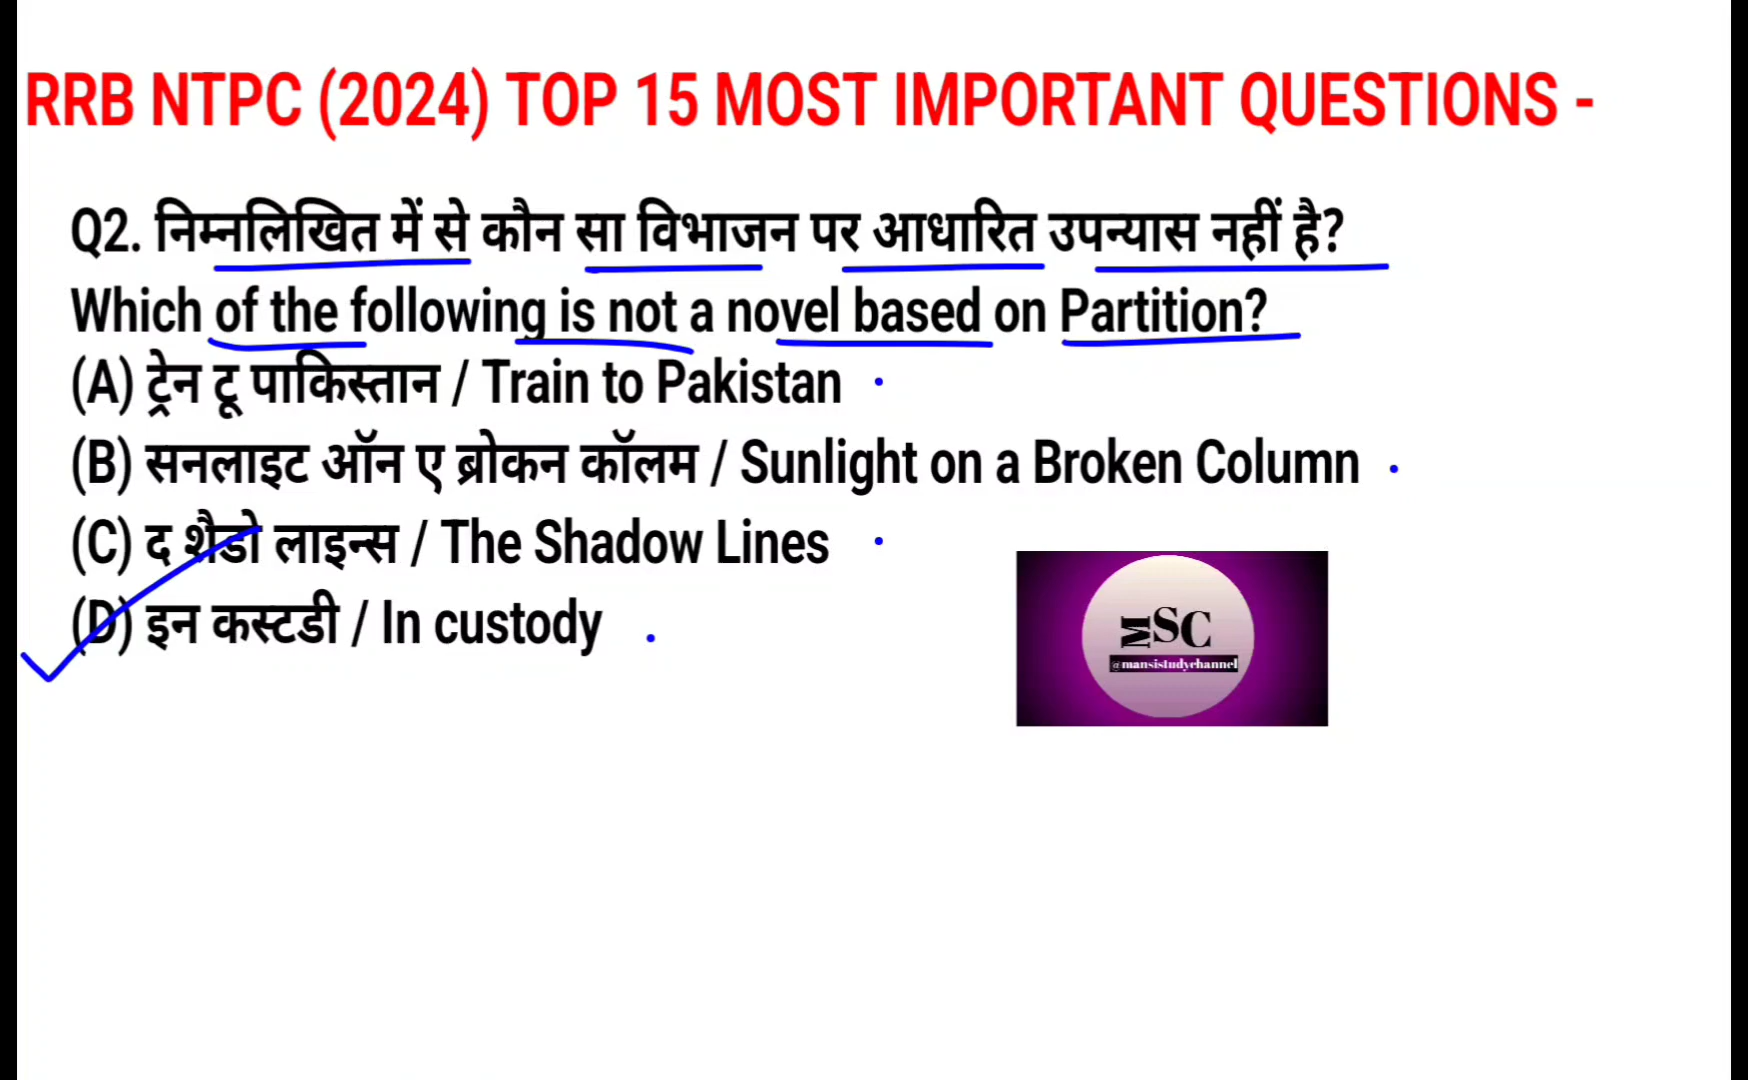 RRB NTPC (2024) TOP 15 MOST IMPORTANT QUESTIONS -
Q2. निम्नलिखित में से कौन सा विभाजन पर आधारित उपन्यास नहीं है?
Which of the following is not a novel based on Partition?
(A) ट्रेन टू पाकिस्तान / Train to Pakistan
(B) सनलाइट ऑन ए ब्रोकन कॉलम / Sunlight on a Broken Column
(C) द शैडो लाइन्स / The Shadow Lines
(D) इन कस्टडी / In custody
MSC
@mansistudychannel